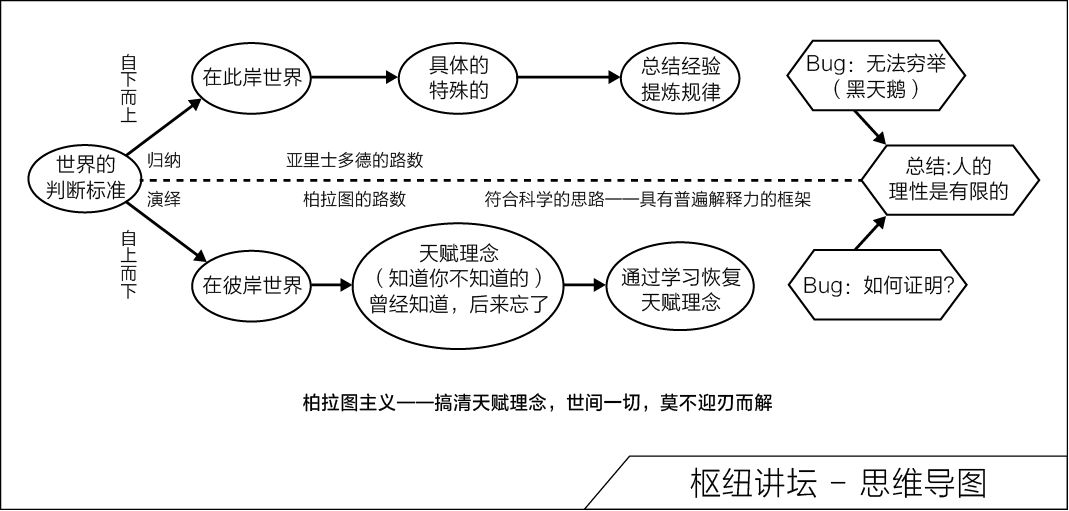 自下而上
在此岸世界
具体的
特殊的
总结经验
提炼规律
Bug：无法穷举
（黑天鹅）
世界的
判断标准
归纳
亚里士多德的路数
总结:人的
理性是有限的
演绎
柏拉图的路数
符合科学的思路——具有普遍解释力的框架
自上而下
在彼岸世界
天赋理念
（知道你不知道的）
曾经知道，后来忘了
通过学习恢复
天赋理念
Bug：如何证明?
柏拉图主义——搞清天赋理念，世间一切，莫不迎刃而解
枢纽讲坛 - 思维导图